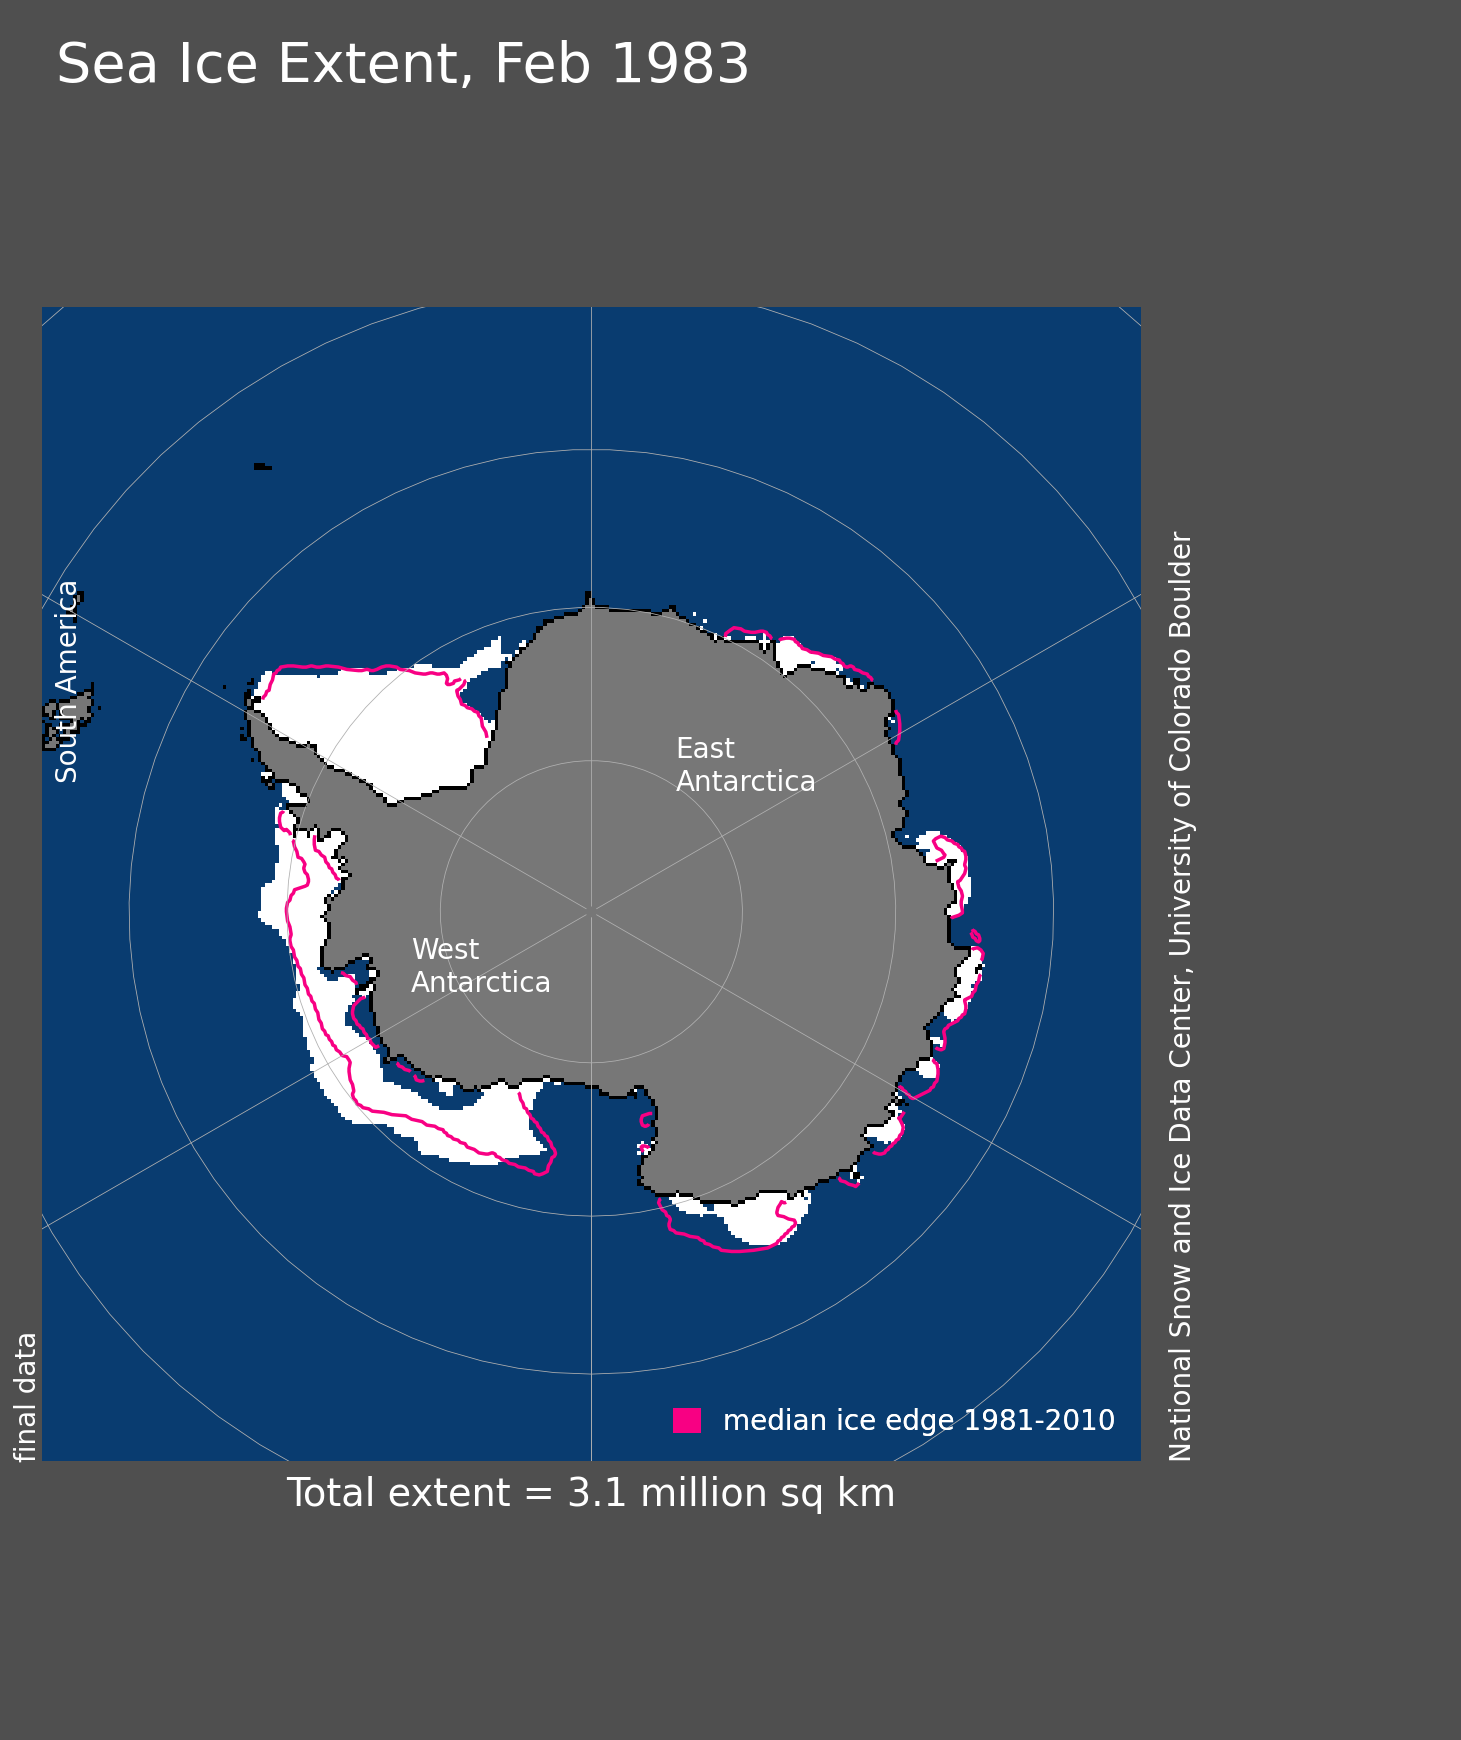 Sea Ice Extent, Feb 1983
South America
East
Antarctica
West
Antarctica
median ice edge 1981-2010
final data
National Snow and Ice Data Center, University of Colorado Boulder
Total extent = 3.1 million sq km